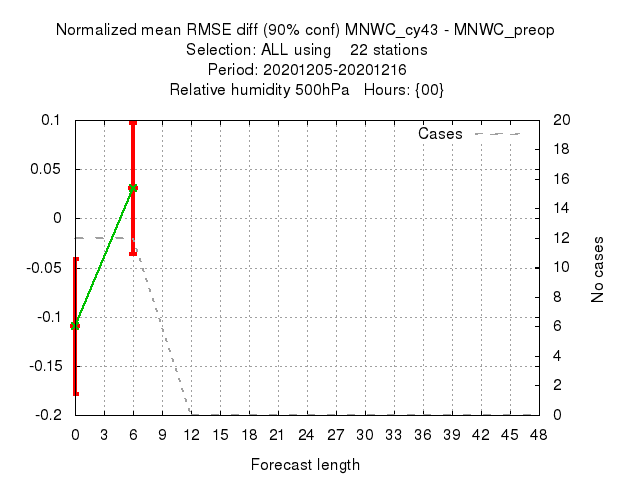 Normalized mean RMSE diff (90% conf) MNWC_cy43 - MNWC_preop
Selection: ALL using 22 stations
Period: 20201205-20201216
Relative humidity 500hPa Hours: {00}
Cases
0.1
0.05
0
-0.05
-0.1
-0.15
-0.2
20
18
16
14
12
10
8
6
4
2
0
No cases
0 3 6 9 12 15 18 21 24 27 30 33 36 39 42 45 48
Forecast length